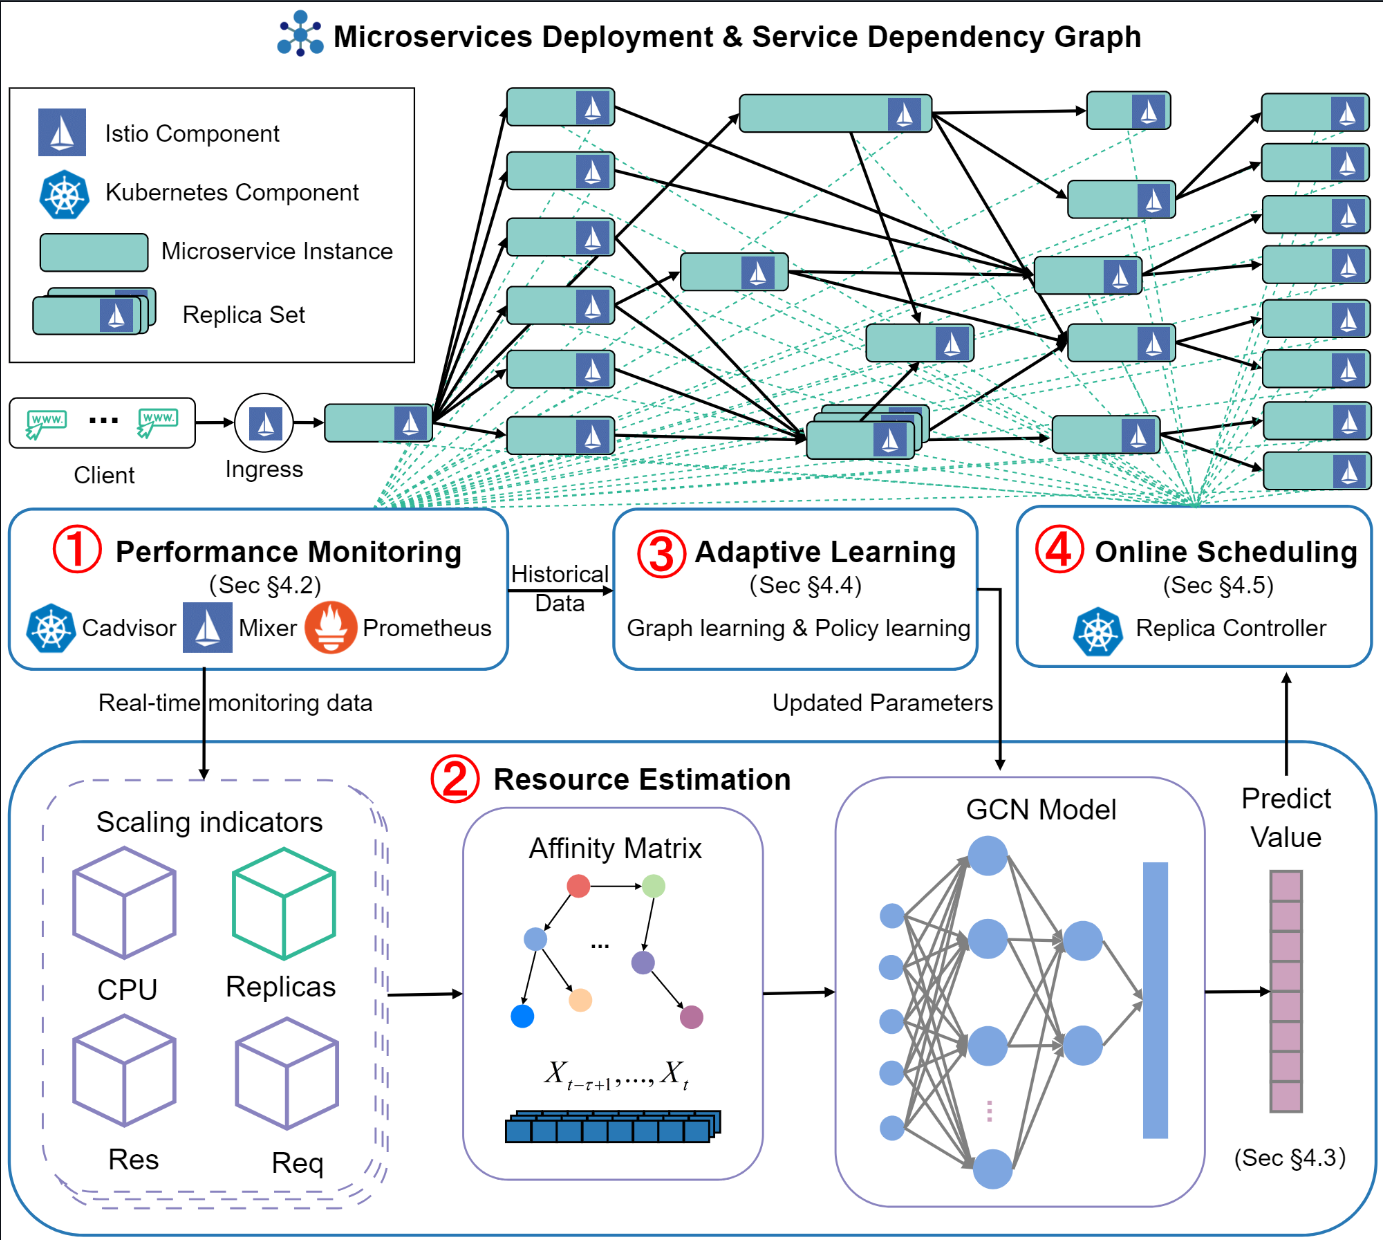 Microservices Deployment & Service Dependency Graph
Istio Component
Kubernetes Component
Microservice Instance
Replica Set
www
...
www
Client
Ingress
① Performance Monitoring
(Sec §4.2)
Cadvisor Mixer Prometheus
Historical
Data
③ Adaptive Learning
(Sec §4.4)
Graph learning & Policy learning
④ Online Scheduling
(Sec §4.5)
Replica Controller
Real-time monitoring data
Updated Parameters
② Resource Estimation
Scaling indicators
CPU
Replicas
Res
Req
Affinity Matrix
...
X_{t-τ+1},...,X_t
GCN Model
Predict
Value
(Sec §4.3)